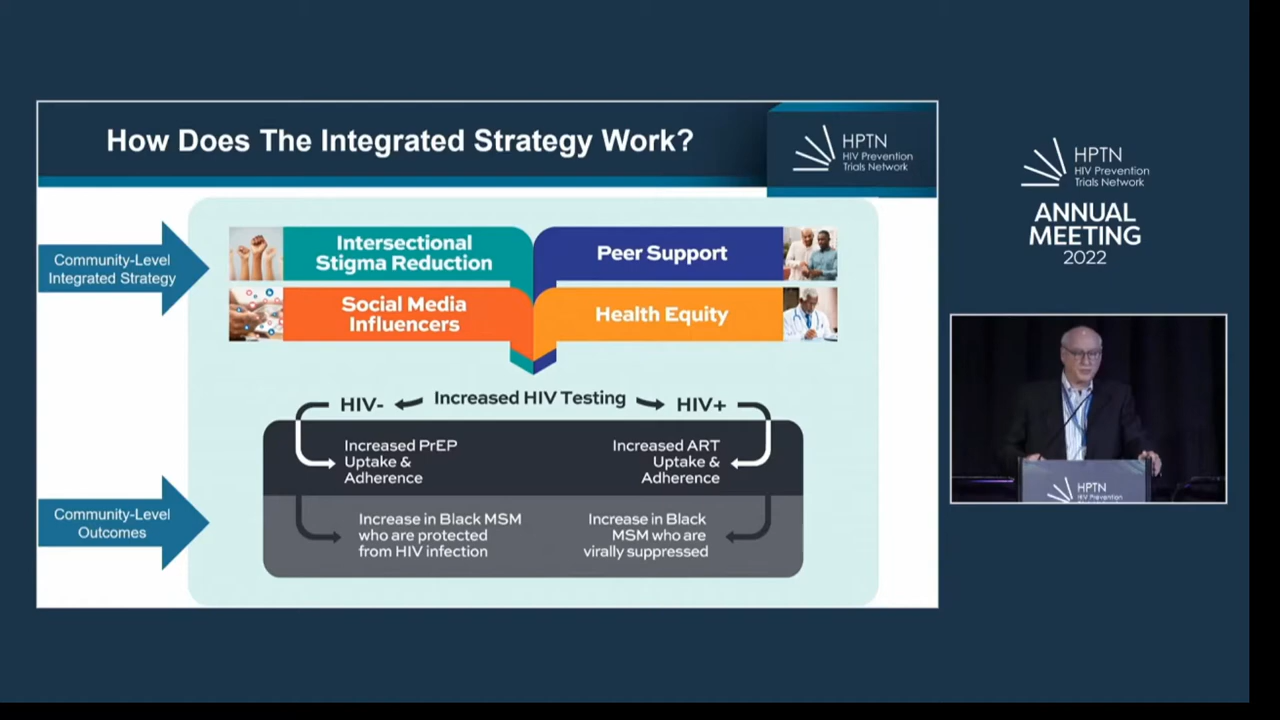 How Does The Integrated Strategy Work?
HPTN
HIV Prevention
Trials Network
Community-Level
Integrated Strategy
Intersectional
Stigma Reduction
Peer Support
Social Media
Influencers
Health Equity
HIV-
Increased HIV Testing
HIV+
Increased PrEP
Uptake &
Adherence
Increased ART
Uptake &
Adherence
Community-Level
Outcomes
Increase in Black MSM
who are protected
from HIV infection
Increase in Black
MSM who are
virally suppressed
HPTN
HIV Prevention
Trials Network
ANNUAL
MEETING
2022
HPTN
HIV Prevention